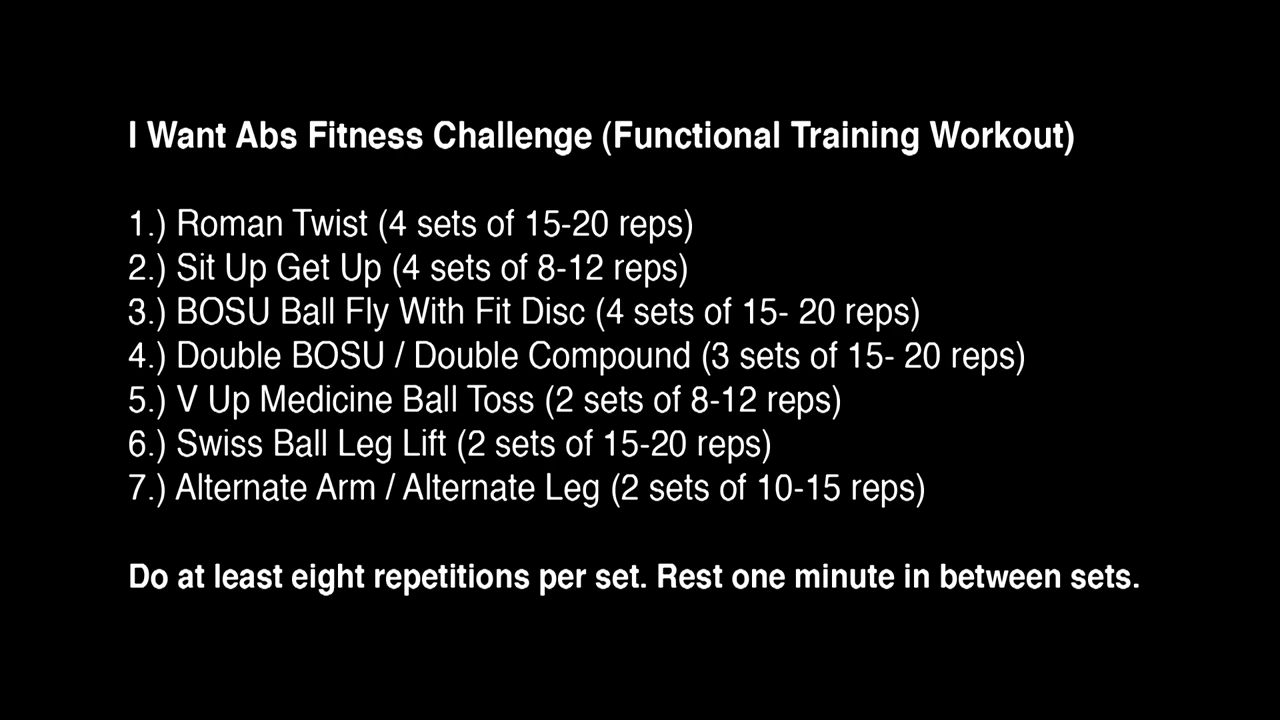 I Want Abs Fitness Challenge (Functional Training Workout)
1.) Roman Twist (4 sets of 15-20 reps)
2.) Sit Up Get Up (4 sets of 8-12 reps)
3.) BOSU Ball Fly With Fit Disc (4 sets of 15- 20 reps)
4.) Double BOSU / Double Compound (3 sets of 15- 20 reps)
5.) V Up Medicine Ball Toss (2 sets of 8-12 reps)
6.) Swiss Ball Leg Lift (2 sets of 15-20 reps)
7.) Alternate Arm / Alternate Leg (2 sets of 10-15 reps)
Do at least eight repetitions per set. Rest one minute in between sets.